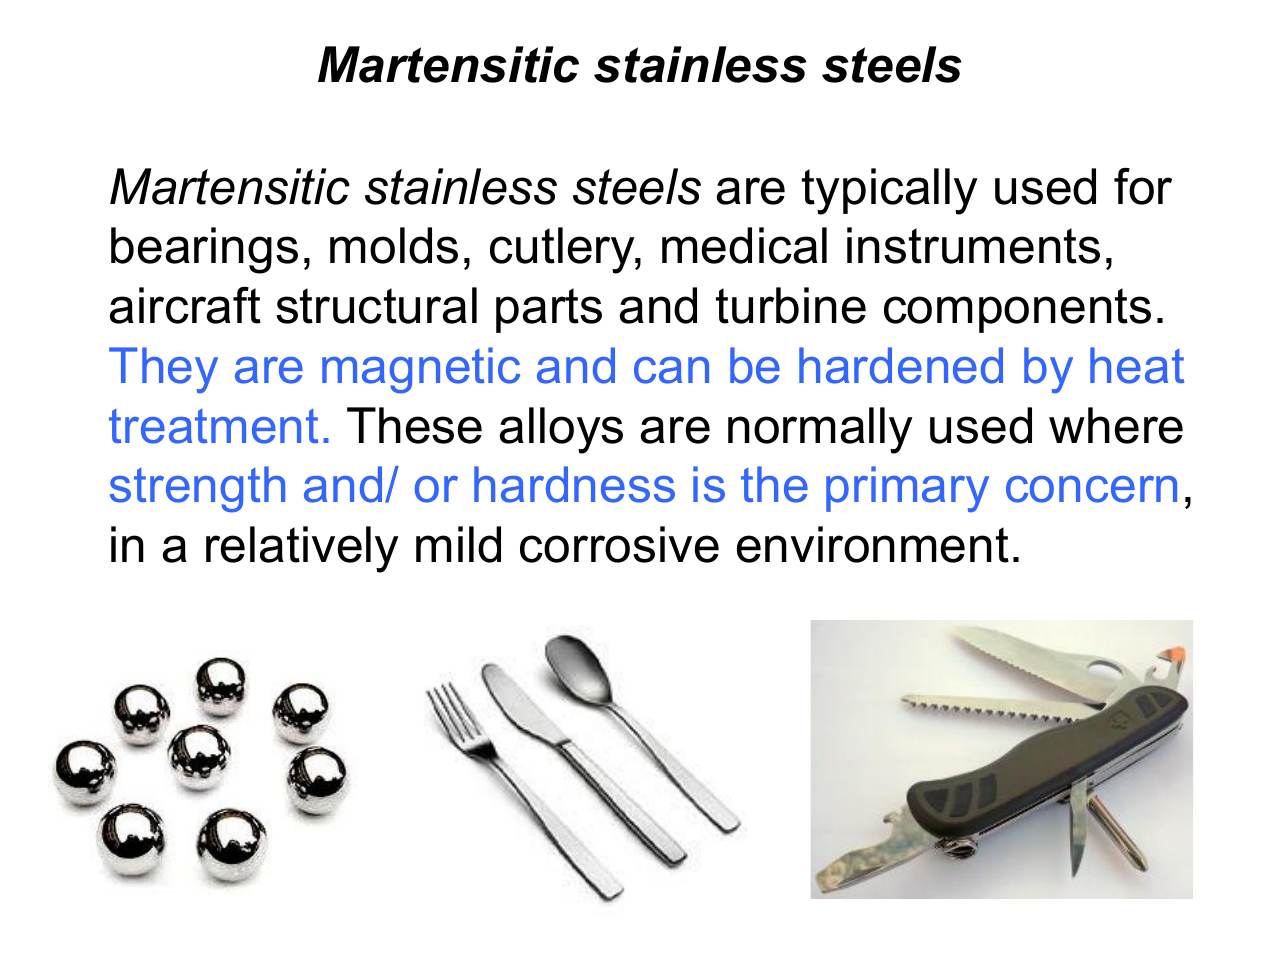 Martensitic stainless steels
Martensitic stainless steels are typically used for
bearings, molds, cutlery, medical instruments,
aircraft structural parts and turbine components.
They are magnetic and can be hardened by heat
treatment. These alloys are normally used where
strength and/ or hardness is the primary concern,
in a relatively mild corrosive environment.